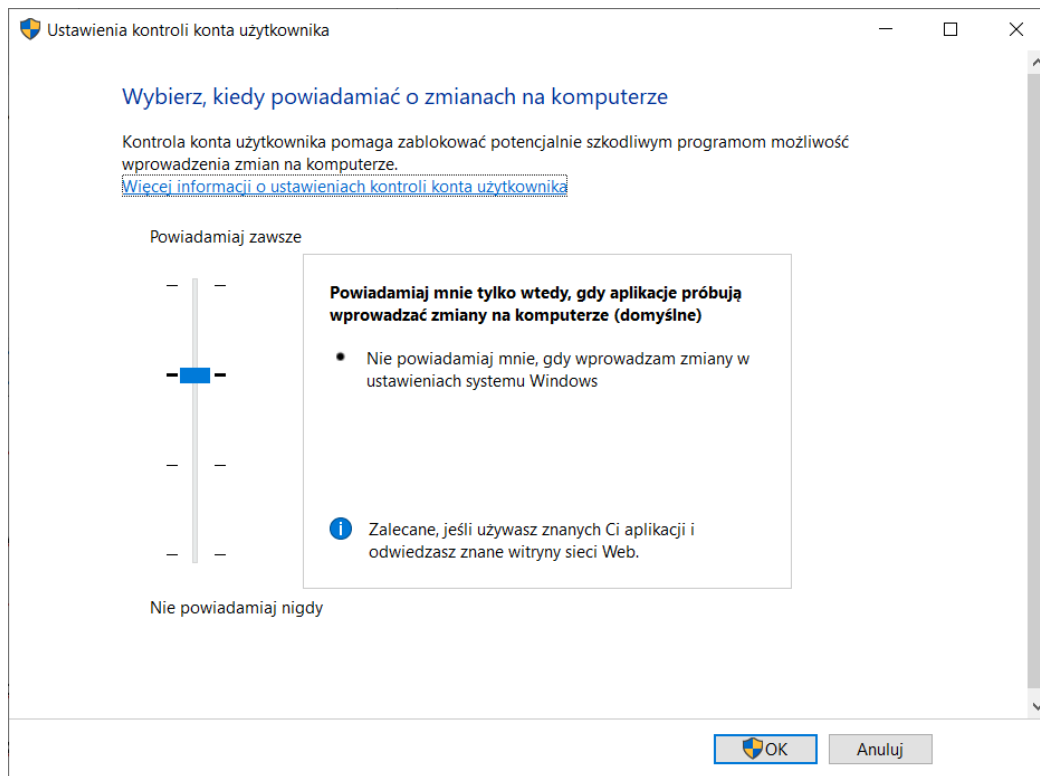 Ustawienia kontroli konta użytkownika
Wybierz, kiedy powiadamiać o zmianach na komputerze
Kontrola konta użytkownika pomaga zablokować potencjalnie szkodliwym programom możliwość
wprowadzenia zmian na komputerze.
Więcej informacji o ustawieniach kontroli konta użytkownika
Powiadamiaj zawsze
Powiadamiaj mnie tylko wtedy, gdy aplikacje próbują
wprowadzać zmiany na komputerze (domyślne)
Nie powiadamiaj mnie, gdy wprowadzam zmiany w
ustawieniach systemu Windows
Zalecane, jeśli używasz znanych Ci aplikacji i
odwiedzasz znane witryny sieci Web.
Nie powiadamiaj nigdy
OK
Anuluj